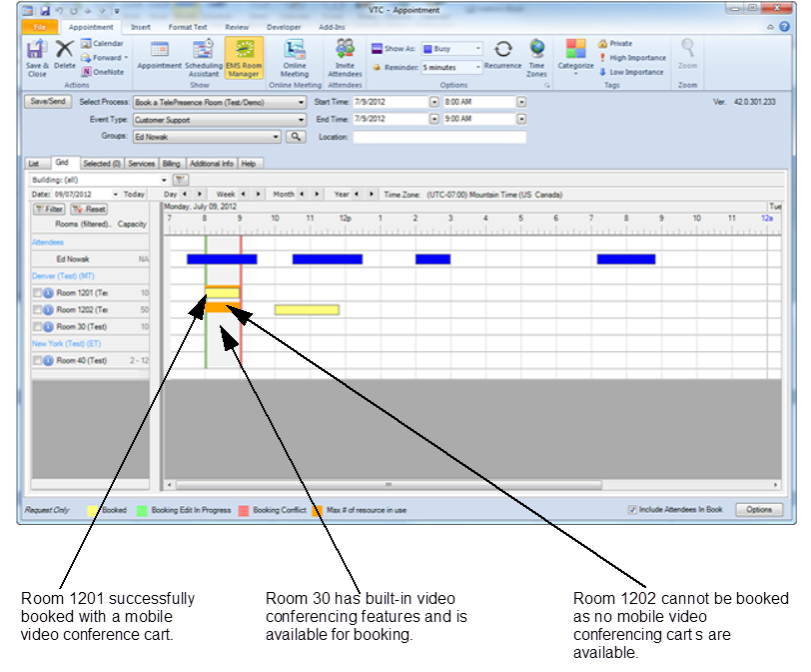 VTC - Appointment
File Appointment Insert Format Text Review Developer Add-Ins
Save & Close
Delete
Calendar
Forward
OneNote
Actions
Appointment
Scheduling Assistant
EMS Room Manager
Show
Online Meeting
Online Meeting
Invite Attendees
Attendees
Show As: Busy
Reminder: 5 minutes
Recurrence
Time Zones
Options
Categorize
Private
High Importance
Low Importance
Tags
Zoom
Zoom
Save/Send Select Process: Book a TelePresence Room (Test/Demo) Start Time: 7/9/2012 8:00 AM Ver. 42.0.301.233
Event Type: Customer Support End Time: 7/9/2012 9:00 AM
Groups: Ed Nowak Location:
List Grid Selected (0) Services Billing Additional Info Help
Building: (all)
Date: 09/07/2012 Today Day Week Month Year Time Zone: (UTC-07:00) Mountain Time (US Canada)
Filter Reset Monday, July 09, 2012 Tue
Rooms (filtered).. Capacity 7 8 9 10 11 12p 1 2 3 4 5 6 7 8 9 10 11 12a
Attendees
Ed Nowak NA
Denver (Test) (MT)
Room 1201 (Te 10
Room 1202 (Te 50
Room 30 (Test) 10
New York (Test) (ET)
Room 40 (Test) 2 - 12
Request Only Booked Booking Edit In Progress Booking Conflict Max # of resource in use Include Attendees In Book Options
Room 1201 successfully
booked with a mobile
video conference cart.
Room 30 has built-in video
conferencing features and is
available for booking.
Room 1202 cannot be booked
as no mobile video
conferencing cart s are
available.